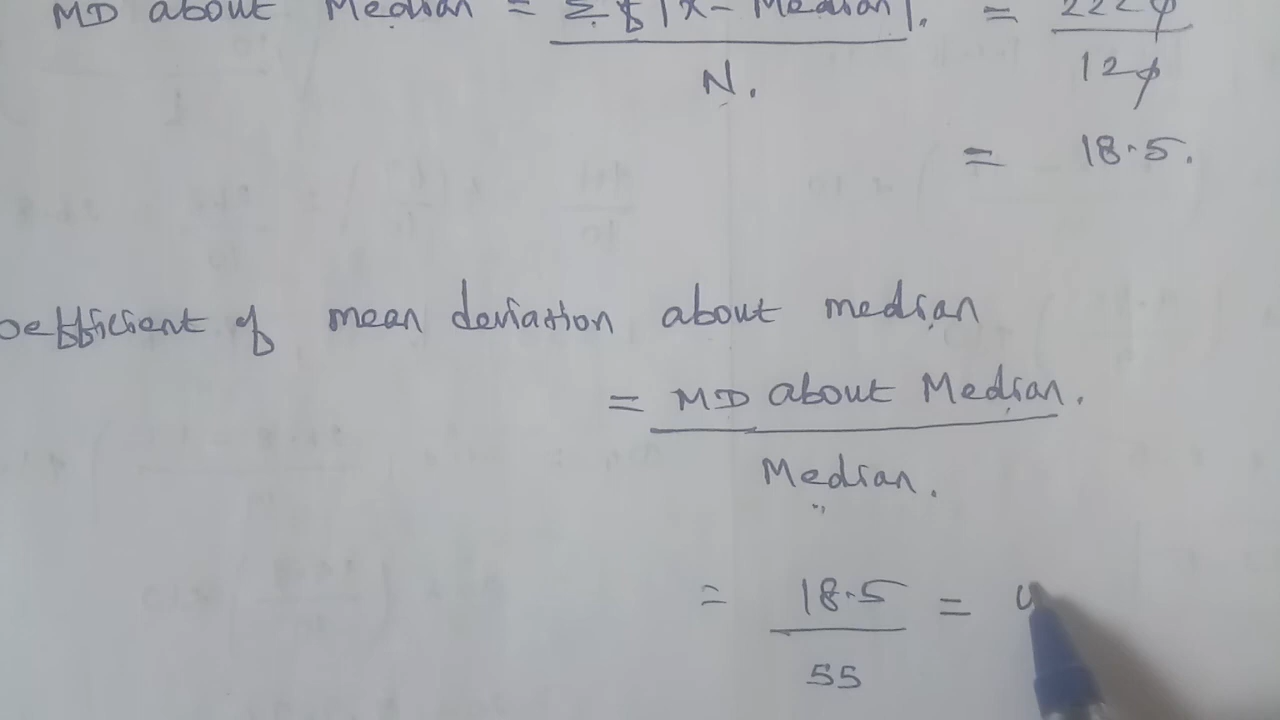 MD about Median = Σ f |x - Median|. = 2220
N. 120
= 18.5.
oefficient of mean deviation about median
= MD about Median.
Median.
= 18.5 =
55